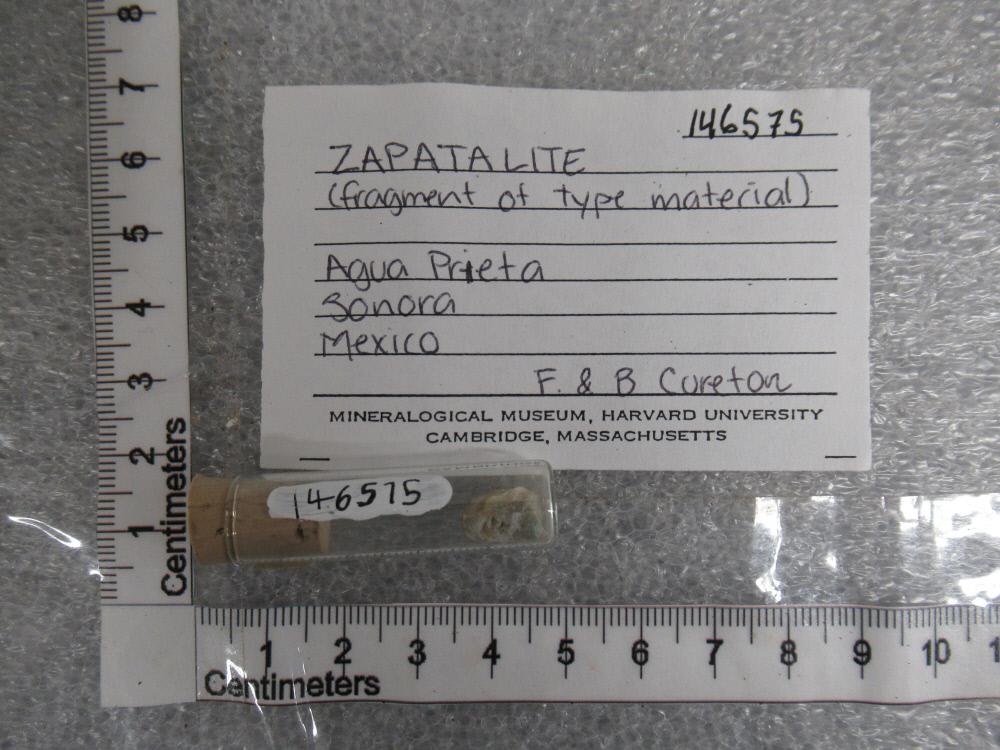 146575
ZAPATALITE
(fragment of type material)
Agua Prieta
Sonora
Mexico
F. & B Cureton
MINERALOGICAL MUSEUM, HARVARD UNIVERSITY
CAMBRIDGE, MASSACHUSETTS
146575
8
7
6
5
4
3
2
1
Centimeters
1 2 3 4 5 6 7 8 9 10 1
Centimeters